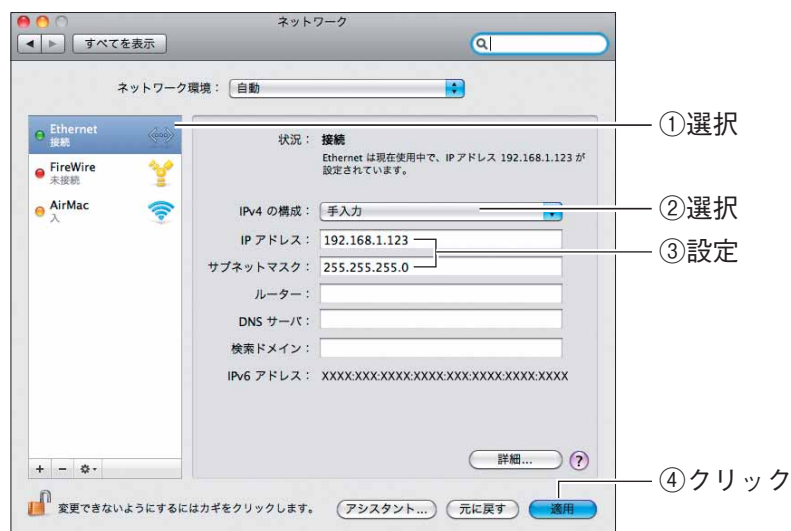 ネットワーク
すべてを表示
ネットワーク環境： 自動
Ethernet
接続
FireWire
未接続
AirMac
入
状況： 接続
Ethernet は現在使用中で、IP アドレス 192.168.1.123 が
設定されています。
IPv4 の構成： 手入力
IP アドレス： 192.168.1.123
サブネットマスク： 255.255.255.0
ルーター：
DNS サーバ：
検索ドメイン：
IPv6 アドレス： XXXX:XXX:XXXX:XXXX:XXX:XXXX:XXXX:XXXX
詳細... ?
変更できないようにするにはカギをクリックします。
アシスタント... 元に戻す 適用
①選択
②選択
③設定
④クリック